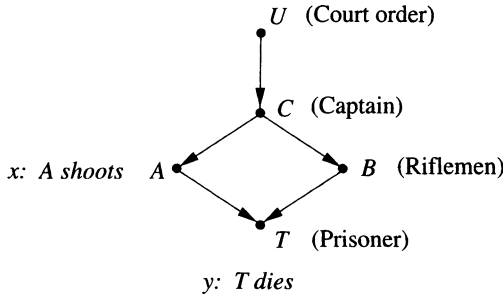 U (Court order)
C (Captain)
x: A shoots A B (Riflemen)
T (Prisoner)
y: T dies